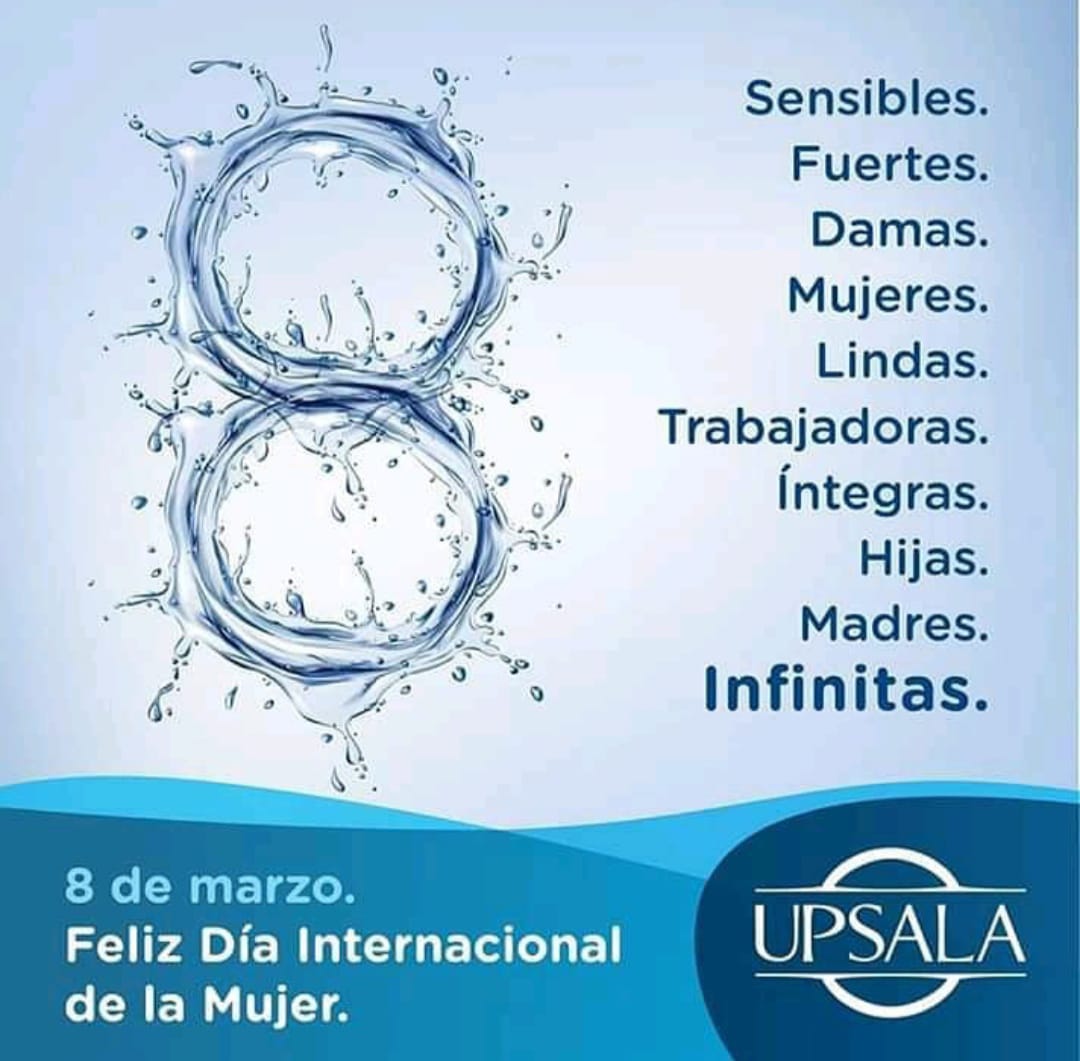 Sensibles.
Fuertes.
Damas.
Mujeres.
Lindas.
Trabajadoras.
Íntegras.
Hijas.
Madres.
Infinitas.
8 de marzo.
Feliz Día Internacional
de la Mujer.
UPSALA